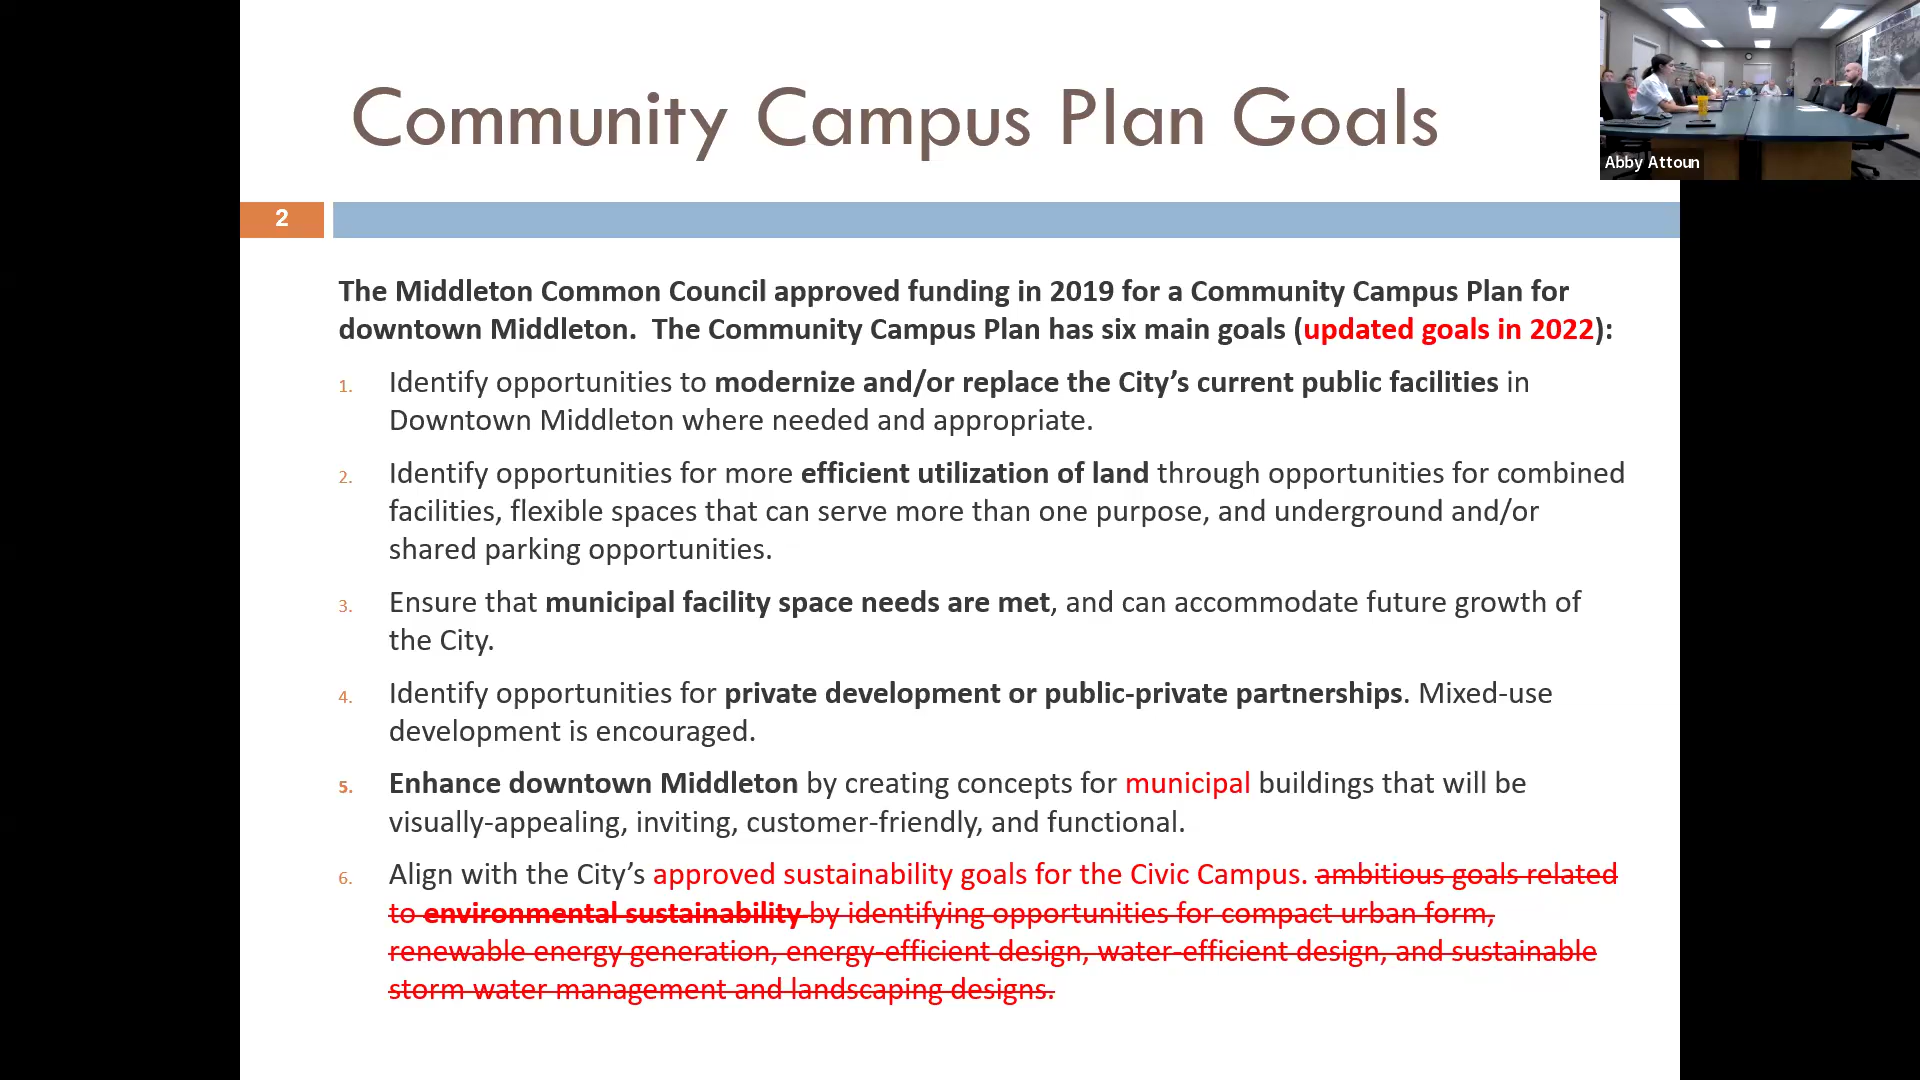 Community Campus Plan Goals
Abby Attoun
2
The Middleton Common Council approved funding in 2019 for a Community Campus Plan for
downtown Middleton.  The Community Campus Plan has six main goals (updated goals in 2022):
1. Identify opportunities to modernize and/or replace the City’s current public facilities in
Downtown Middleton where needed and appropriate.
2. Identify opportunities for more efficient utilization of land through opportunities for combined
facilities, flexible spaces that can serve more than one purpose, and underground and/or
shared parking opportunities.
3. Ensure that municipal facility space needs are met, and can accommodate future growth of
the City.
4. Identify opportunities for private development or public-private partnerships. Mixed-use
development is encouraged.
5. Enhance downtown Middleton by creating concepts for municipal buildings that will be
visually-appealing, inviting, customer-friendly, and functional.
6. Align with the City’s approved sustainability goals for the Civic Campus. ambitious goals related
to environmental sustainability by identifying opportunities for compact urban form,
renewable energy generation, energy-efficient design, water-efficient design, and sustainable
storm water management and landscaping designs.